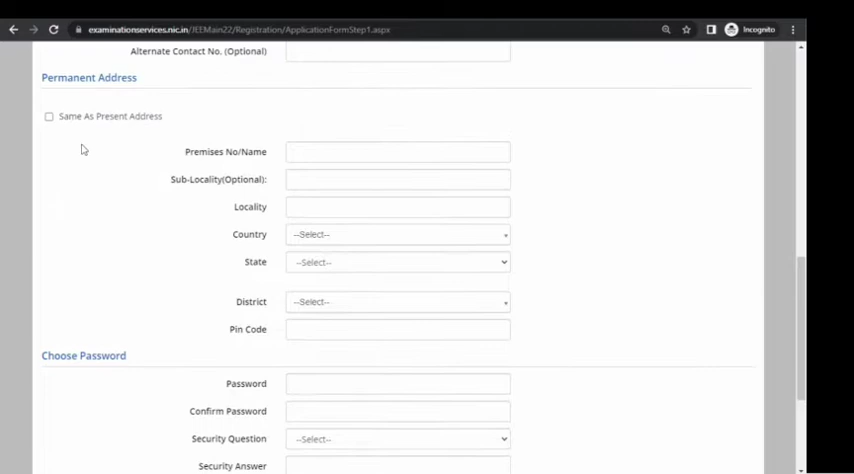 examinationservices.nic.in/JEEMain22/Registration/ApplicationFormStep1.aspx
Incognito
Alternate Contact No. (Optional)
Permanent Address
Same As Present Address
Premises No/Name
Sub-Locality(Optional):
Locality
Country --Select--
State --Select--
District --Select--
Pin Code
Choose Password
Password
Confirm Password
Security Question --Select--
Security Answer